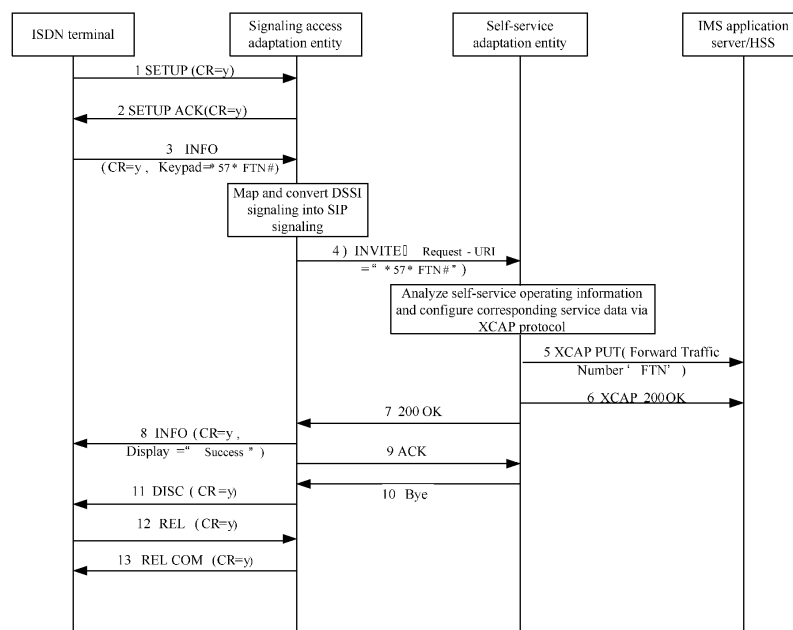 ISDN terminal
Signaling access
adaptation entity
Self-service
adaptation entity
IMS application
server/HSS
1 SETUP (CR=y)
2 SETUP ACK(CR=y)
3 INFO
(CR=y , Keypad=*57* FTN#)
Map and convert DSSI
signaling into SIP
signaling
4 ) INVITE Request - URI
=“ *57* FTN# ” )
Analyze self-service operating information
and configure corresponding service data via
XCAP protocol
5 XCAP PUT( Forward Traffic
Number ‘ FTN’ )
6 XCAP 200OK
7 200 OK
8 INFO (CR=y ,
Display =“ Success ” )
9 ACK
10 Bye
11 DISC ( CR=y)
12 REL (CR=y)
13 REL COM (CR=y)